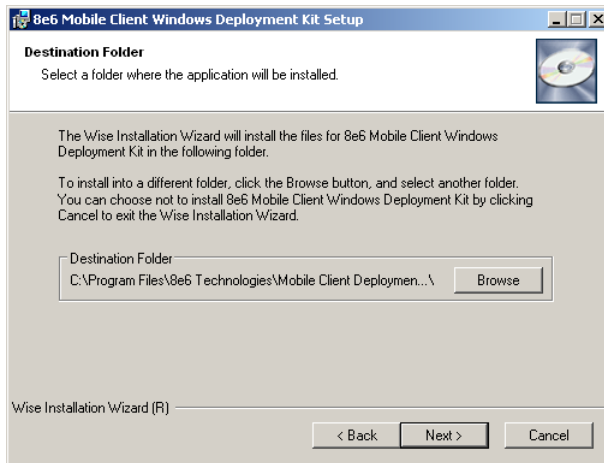 8e6 Mobile Client Windows Deployment Kit Setup
Destination Folder
Select a folder where the application will be installed.
The Wise Installation Wizard will install the files for 8e6 Mobile Client Windows
Deployment Kit in the following folder.
To install into a different folder, click the Browse button, and select another folder.
You can choose not to install 8e6 Mobile Client Windows Deployment Kit by clicking
Cancel to exit the Wise Installation Wizard.
Destination Folder
C:\Program Files\8e6 Technologies\Mobile Client Deploymen...\
Browse
Wise Installation Wizard (R)
< Back
Next >
Cancel